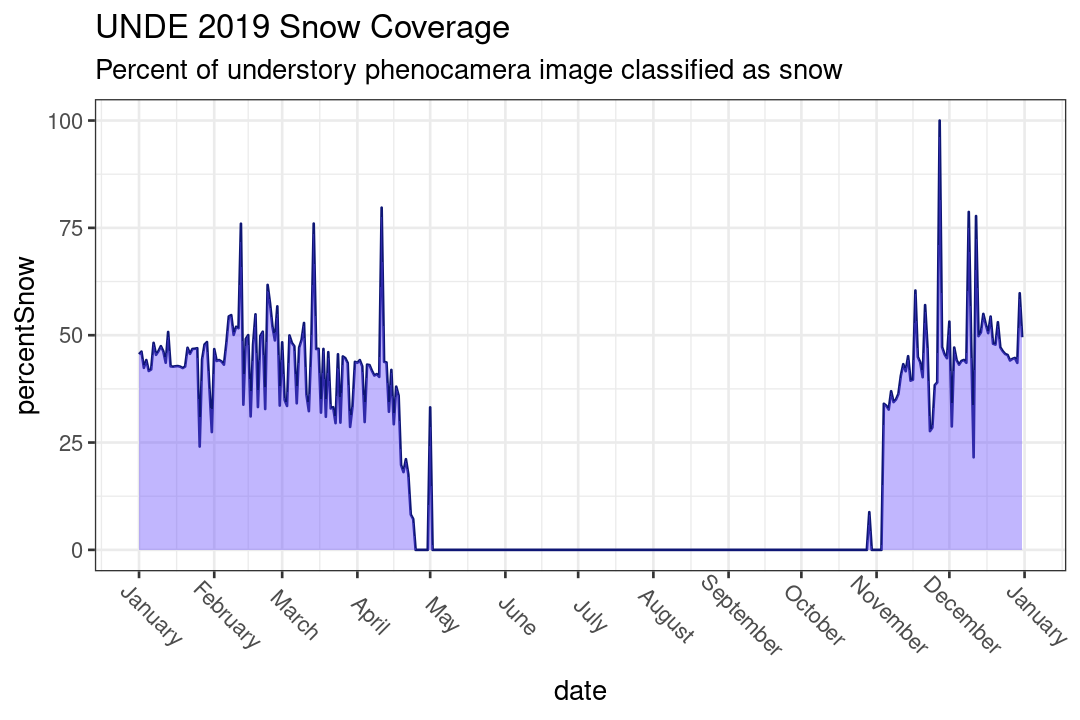 UNDE 2019 Snow Coverage
Percent of understory phenocamera image classified as snow
percentSnow
100
75
50
25
0
January
February
March
April
May
June
July
August
September
October
November
December
January
date